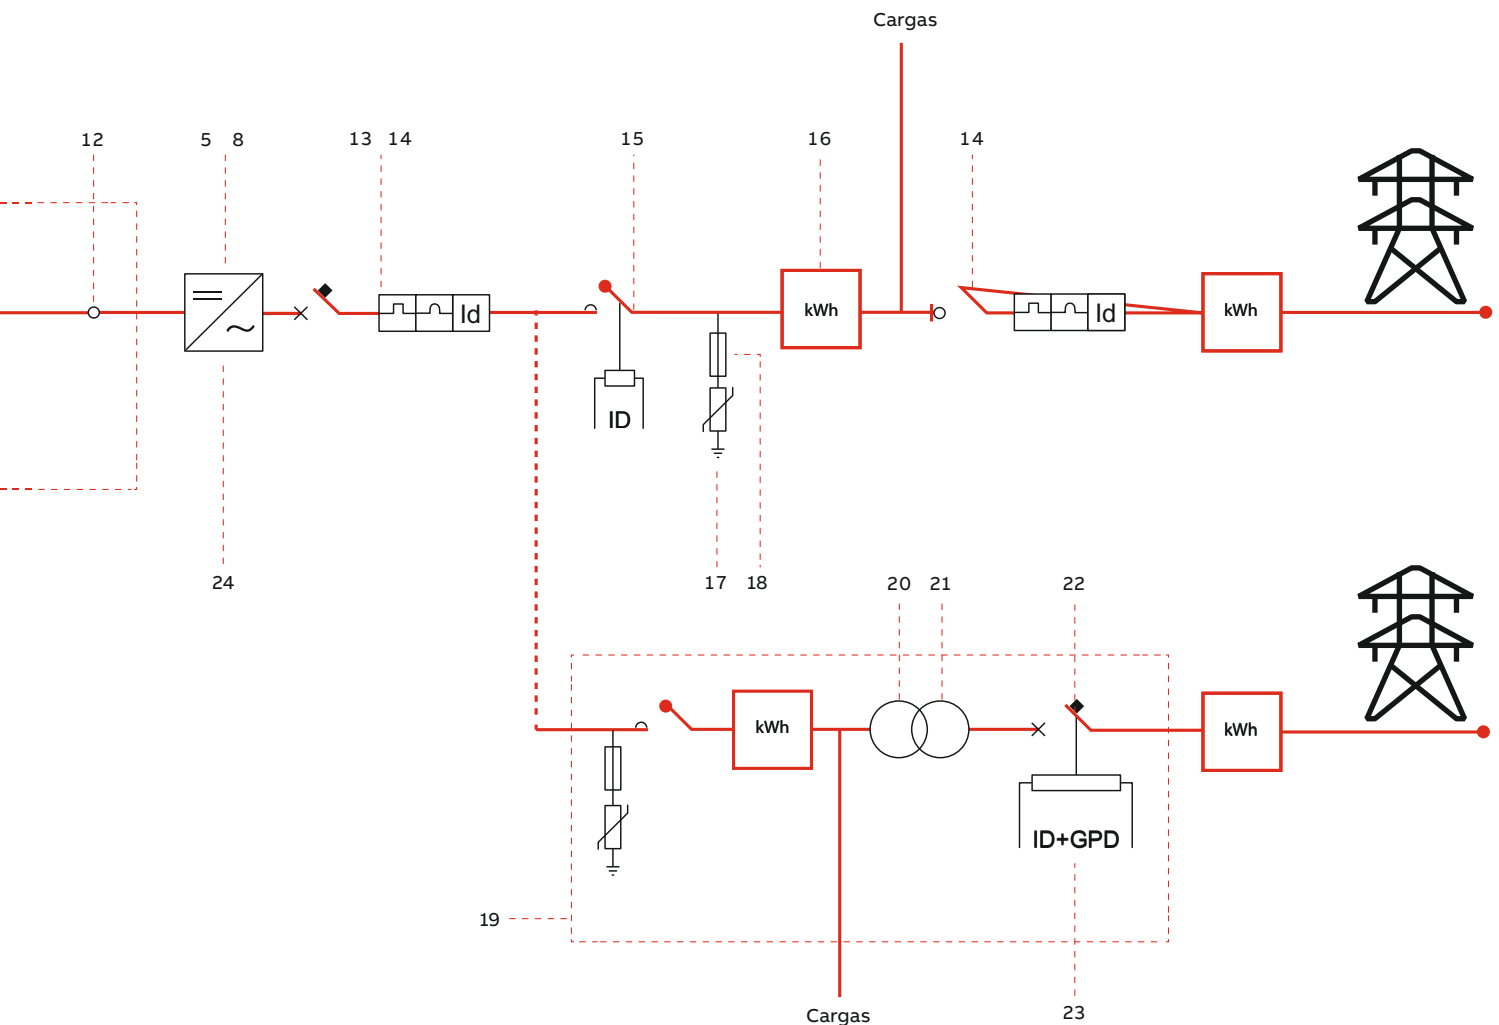 Cargas
12
5 8
13 14
15
16
14
Id
kWh
Id
kWh
ID
24
17 18
20 21
22
kWh
kWh
ID+GPD
19
23
Cargas